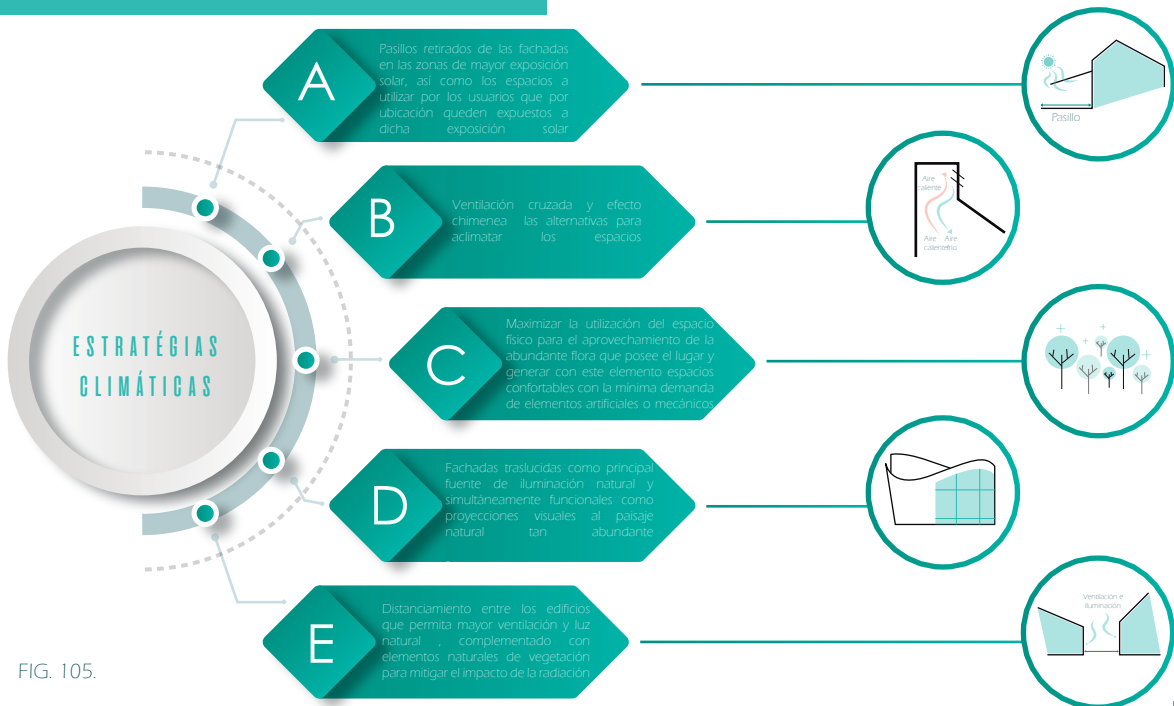 A
Pasillos retirados de las fachadas
en las zonas de mayor exposición
solar, así como los espacios a
utilizar por los usuarios que por
ubicación queden expuestos a
dicha exposición solar
Pasillo
B
Ventilación cruzada y efecto
chimenea las alternativas para
aclimatar los espacios
Aire
caliente
Aire Aire
caliente frio
ESTRATÉGIAS
CLIMÁTICAS
C
Maximizar la utilización del espacio
físico para el aprovechamiento de la
abundante flora que posee el lugar y
generar con este elemento espacios
confortables con la mínima demanda
de elementos artificiales o mecánicos
D
Fachadas traslucidas como principal
fuente de iluminación natural y
simultáneamente funcionales como
proyecciones visuales al paisaje
natural tan abundante
.
E
Distanciamiento entre los edificios
que permita mayor ventilación y luz
natural , complementado con
elementos naturales de vegetación
para mitigar el impacto de la radiación
Ventilación e
iluminación
FIG. 105.